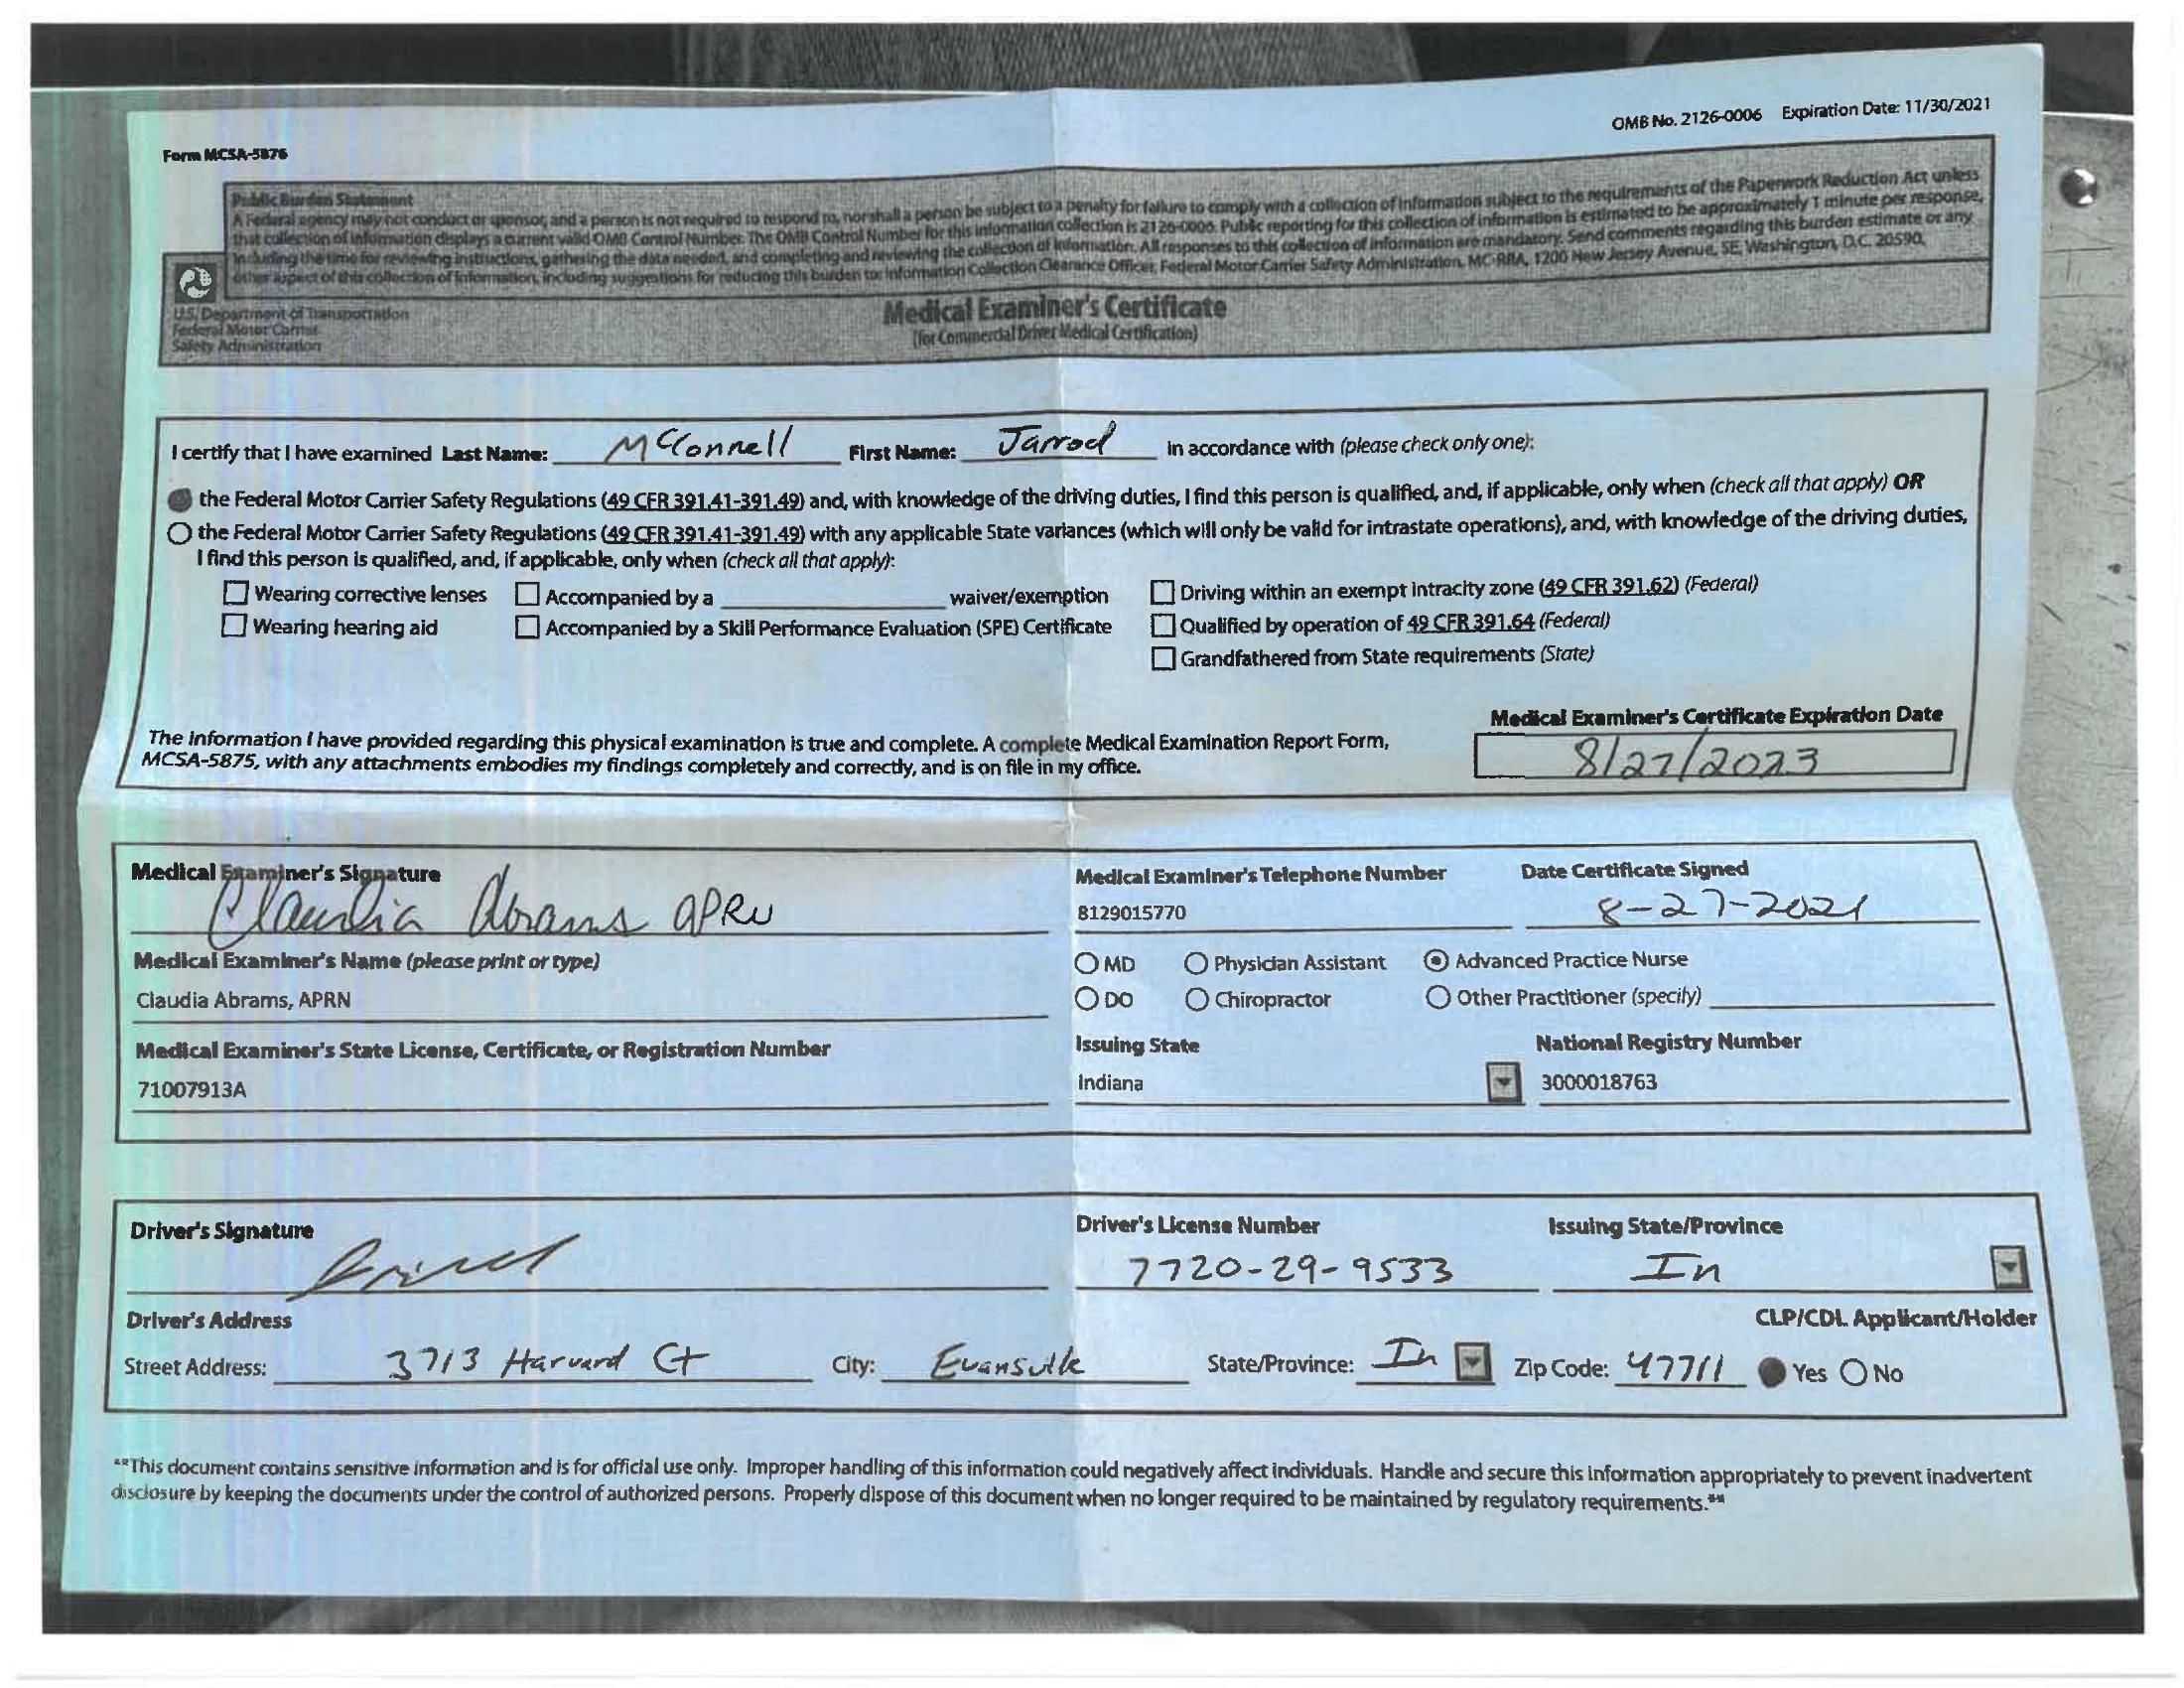 OMB No. 2126-0006 Expiration Date: 11/30/2021
Form MCSA-5876
Public Burden Statement
A Federal agency may not conduct or sponsor, and a person is not required to respond to, nor shall a person be subject to a penalty for failure to comply with a collection of information subject to the requirements of the Paperwork Reduction Act unless
that collection of information displays a current valid OMB Control Number. The OMB Control Number for this information collection is 2126-0006. Public reporting for this collection of information is estimated to be approximately 1 minute per response,
including the time for reviewing instructions, gathering the data needed, and completing and reviewing the collection of information. All responses to this collection of information are mandatory. Send comments regarding this burden estimate or any
other aspect of this collection of information, including suggestions for reducing this burden to: Information Collection Clearance Officer, Federal Motor Carrier Safety Administration, MC-RRA, 1200 New Jersey Avenue, SE, Washington, D.C. 20590.
U.S. Department of Transportation
Federal Motor Carrier
Safety Administration
Medical Examiner's Certificate
(for Commercial Driver Medical Certification)
I certify that I have examined Last Name: McConnell First Name: Jarrod in accordance with (please check only one):
the Federal Motor Carrier Safety Regulations (49 CFR 391.41-391.49) and, with knowledge of the driving duties, I find this person is qualified, and, if applicable, only when (check all that apply) OR
the Federal Motor Carrier Safety Regulations (49 CFR 391.41-391.49) with any applicable State variances (which will only be valid for intrastate operations), and, with knowledge of the driving duties,
I find this person is qualified, and, if applicable, only when (check all that apply):
Wearing corrective lenses Accompanied by a waiver/exemption Driving within an exempt intracity zone (49 CFR 391.62) (Federal)
Wearing hearing aid Accompanied by a Skill Performance Evaluation (SPE) Certificate Qualified by operation of 49 CFR 391.64 (Federal)
Grandfathered from State requirements (State)
Medical Examiner's Certificate Expiration Date
The information I have provided regarding this physical examination is true and complete. A complete Medical Examination Report Form,
MCSA-5875, with any attachments embodies my findings completely and correctly, and is on file in my office.
8/27/2023
Medical Examiner's Signature Medical Examiner's Telephone Number Date Certificate Signed
Claudia Abrams APRN 8129015770 8-27-2021
Medical Examiner's Name (please print or type) MD Physician Assistant Advanced Practice Nurse
Claudia Abrams, APRN DO Chiropractor Other Practitioner (specify)
Medical Examiner's State License, Certificate, or Registration Number Issuing State National Registry Number
71007913A Indiana 3000018763
Driver's Signature Driver's License Number Issuing State/Province
7720-29-9533 In
Driver's Address CLP/CDL Applicant/Holder
Street Address: 3713 Harvard Ct City: Evansville State/Province: In Zip Code: 47711 Yes No
**This document contains sensitive information and is for official use only. Improper handling of this information could negatively affect individuals. Handle and secure this information appropriately to prevent inadvertent
disclosure by keeping the documents under the control of authorized persons. Properly dispose of this document when no longer required to be maintained by regulatory requirements.**